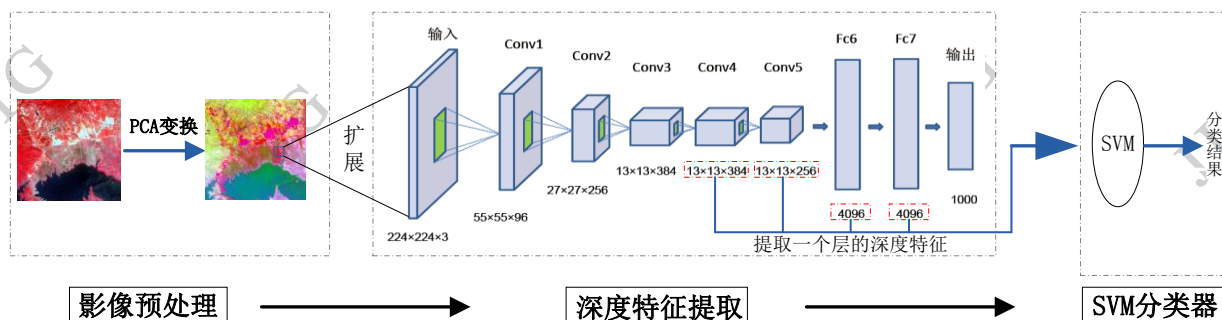 PCA变换
扩展
输入
Conv1
Conv2
Conv3
Conv4
Conv5
Fc6
Fc7
输出
224×224×3
55×55×96
27×27×256
13×13×384
13×13×384
13×13×256
4096
4096
1000
提取一个层的深度特征
SVM
分类结果
影像预处理
深度特征提取
SVM分类器